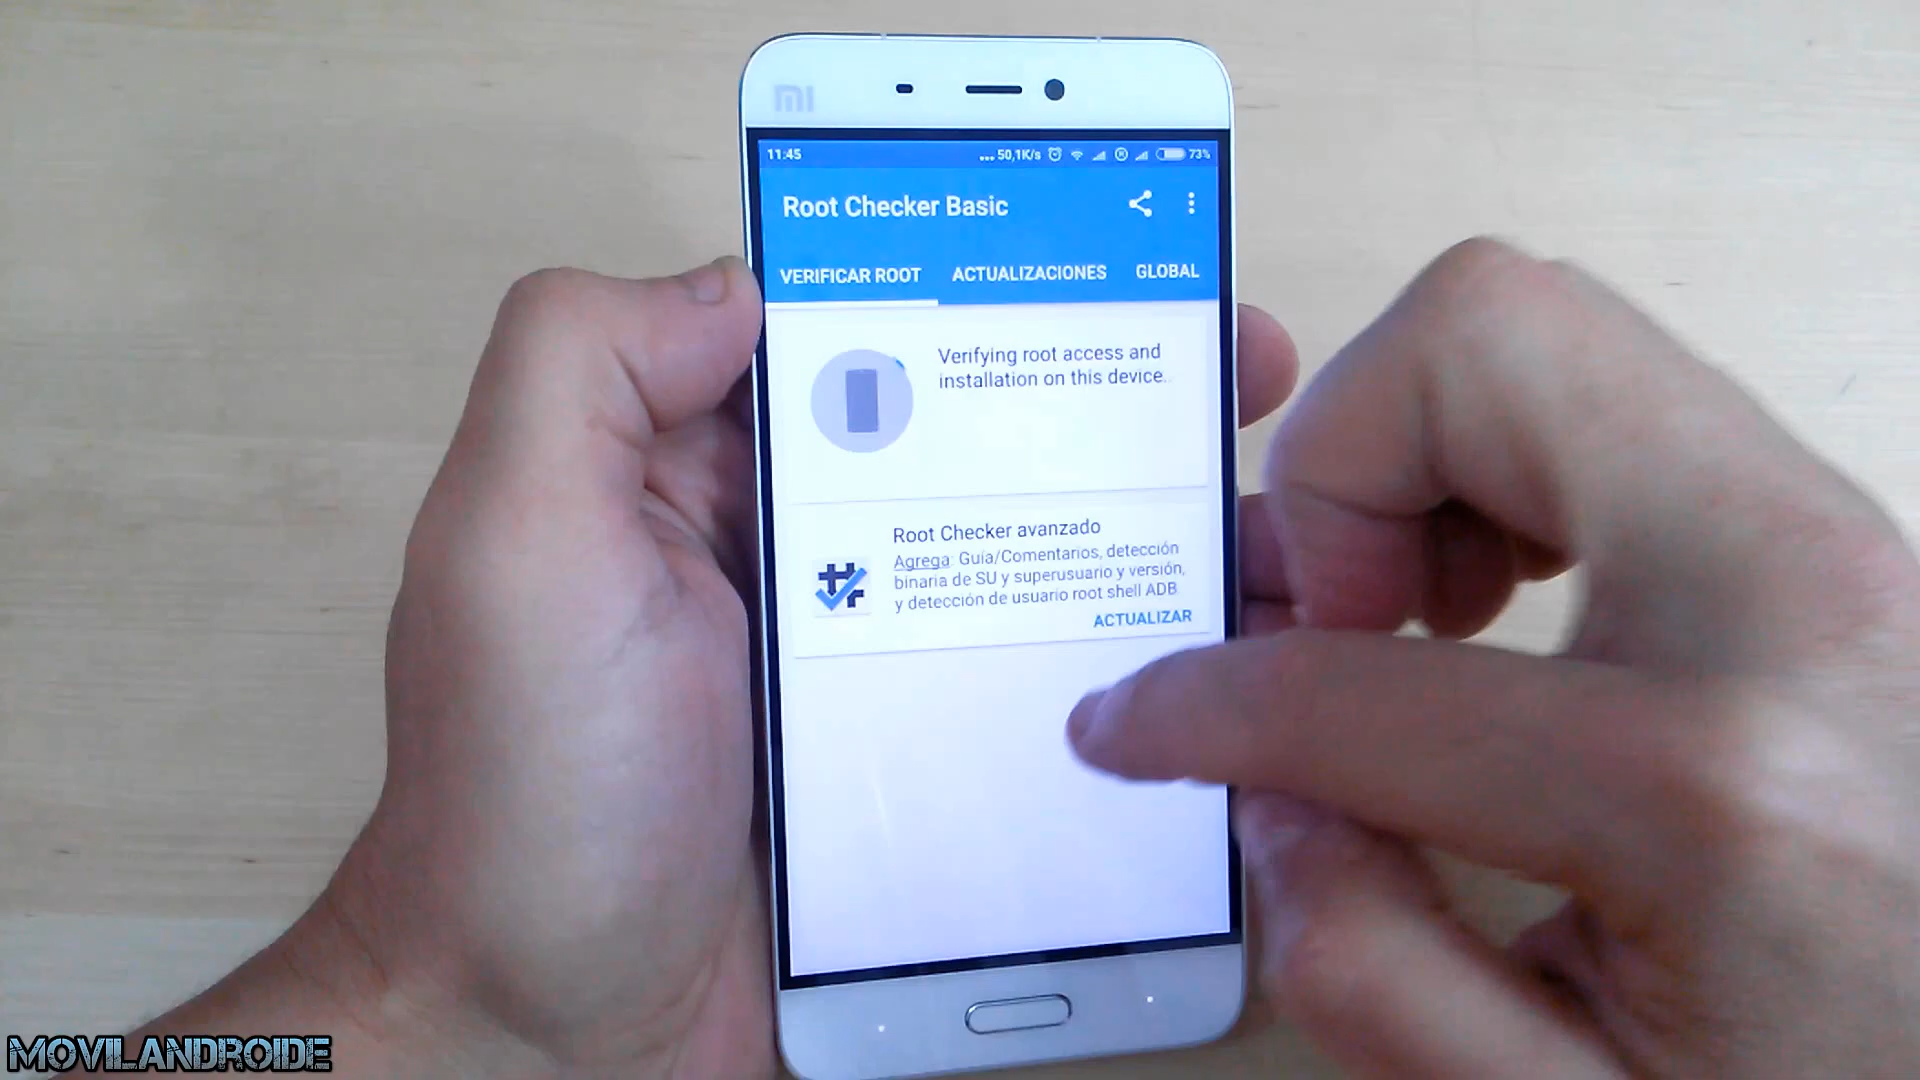 MI
11:45 ... 50,1K/s 73%
Root Checker Basic
VERIFICAR ROOT ACTUALIZACIONES GLOBAL
Verifying root access and
installation on this device..
Root Checker avanzado
Agrega: Guía/Comentarios, detección
binaria de SU y superusuario y versión,
y detección de usuario root shell ADB
ACTUALIZAR
MOVILANDROIDE